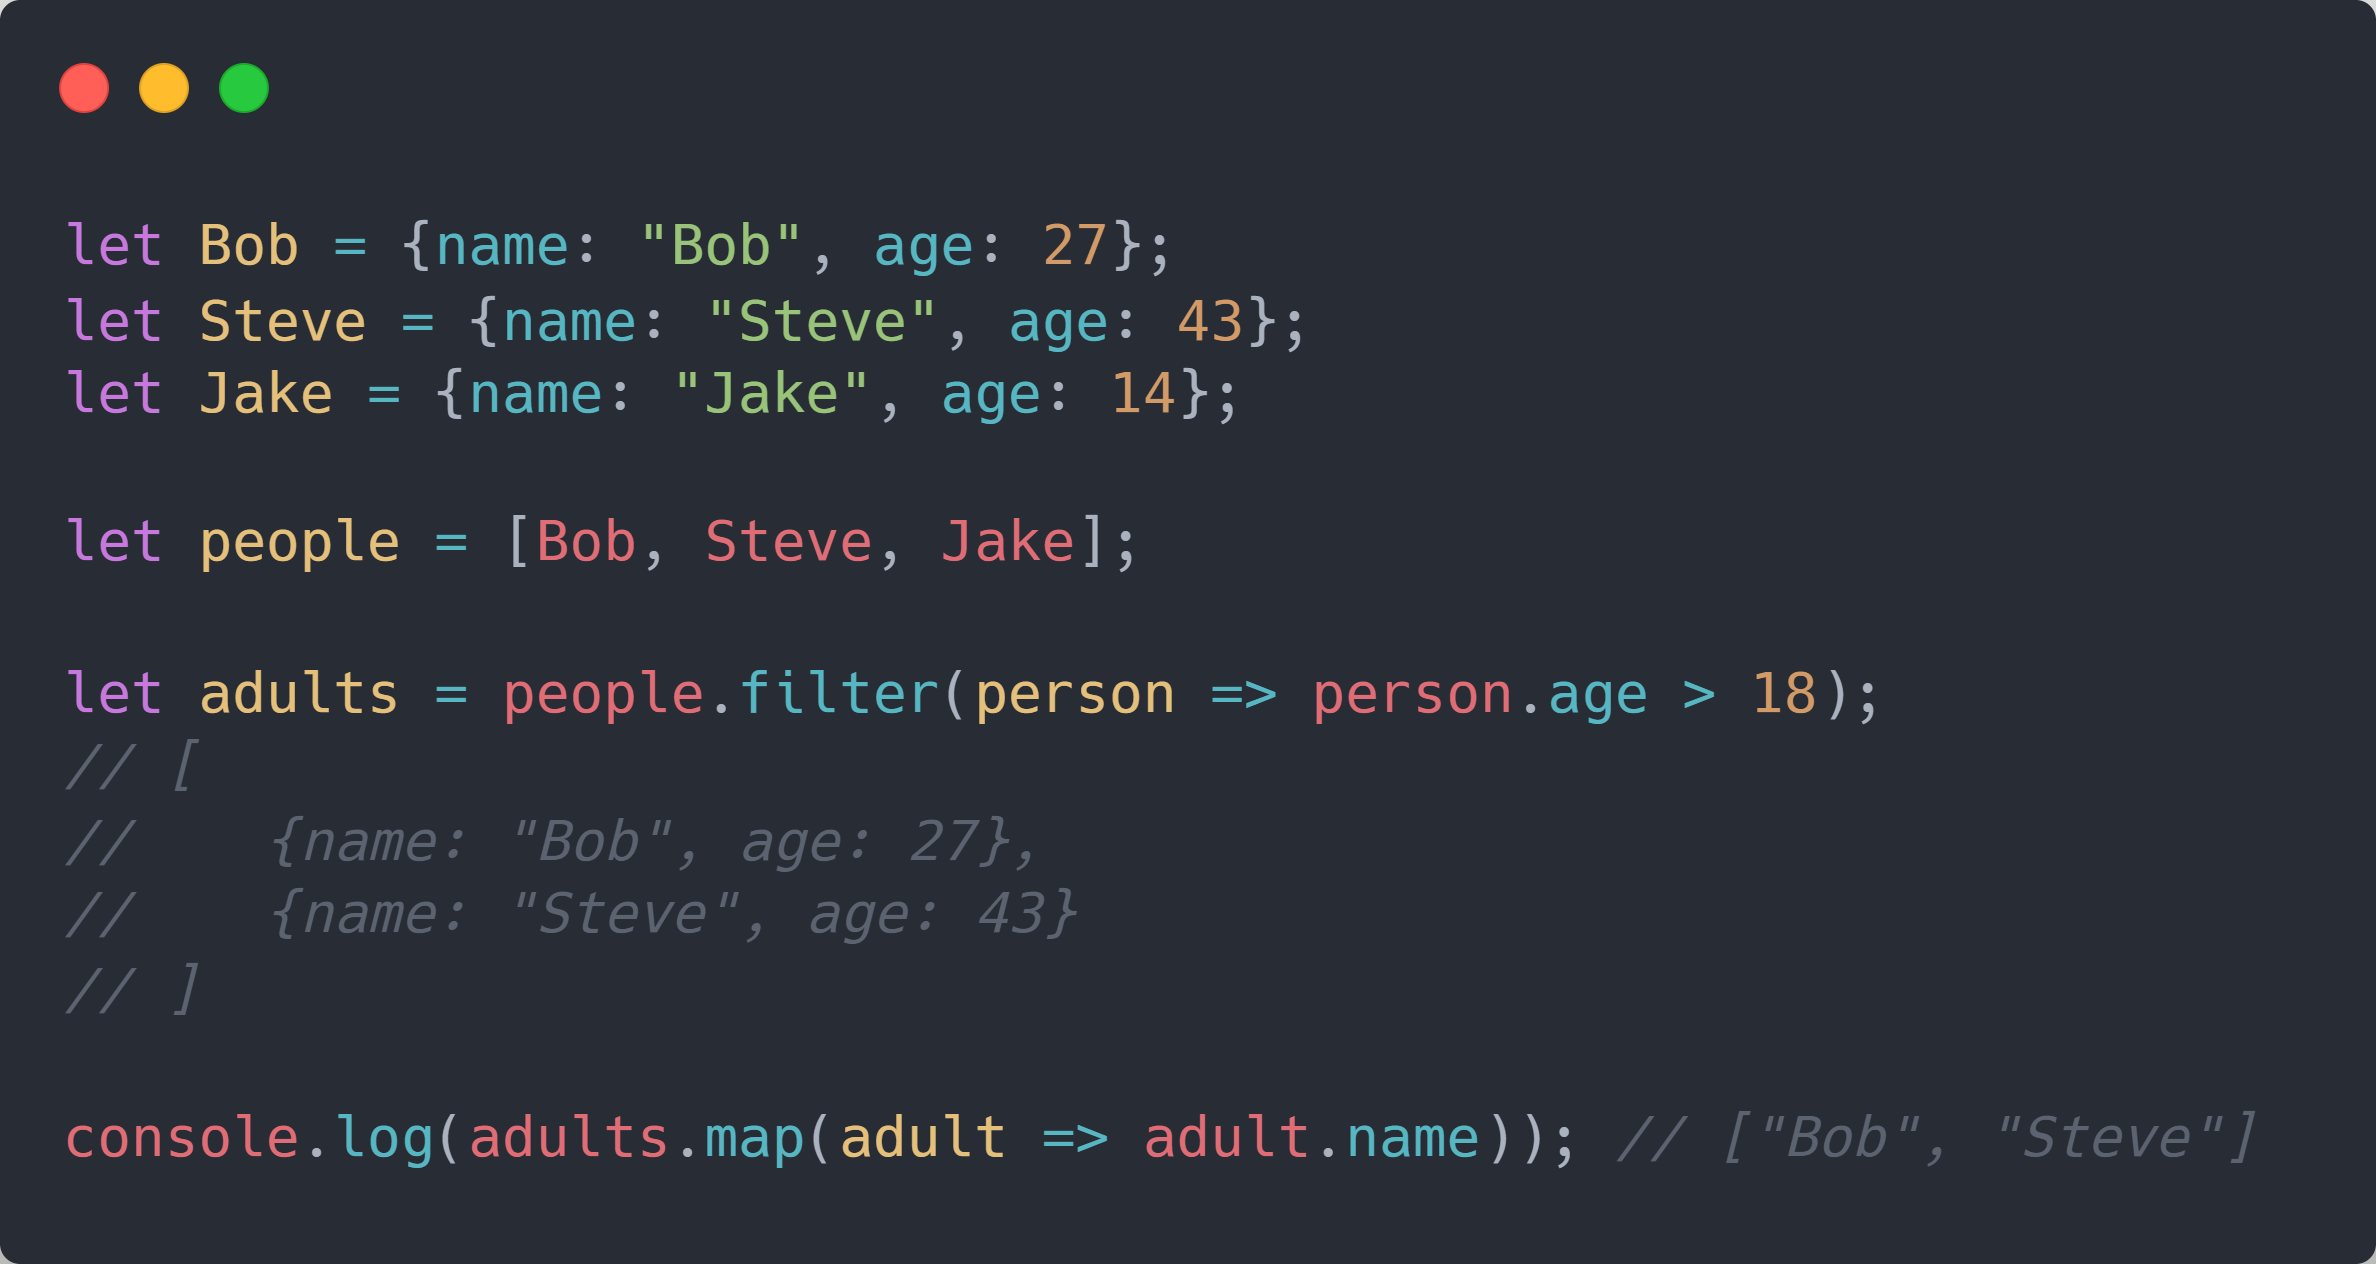 let Bob = {name: "Bob", age: 27};
let Steve = {name: "Steve", age: 43};
let Jake = {name: "Jake", age: 14};
let people = [Bob, Steve, Jake];
let adults = people.filter(person => person.age > 18);
// [
//    {name: "Bob", age: 27},
//    {name: "Steve", age: 43}
// ]
console.log(adults.map(adult => adult.name)); // ["Bob", "Steve"]